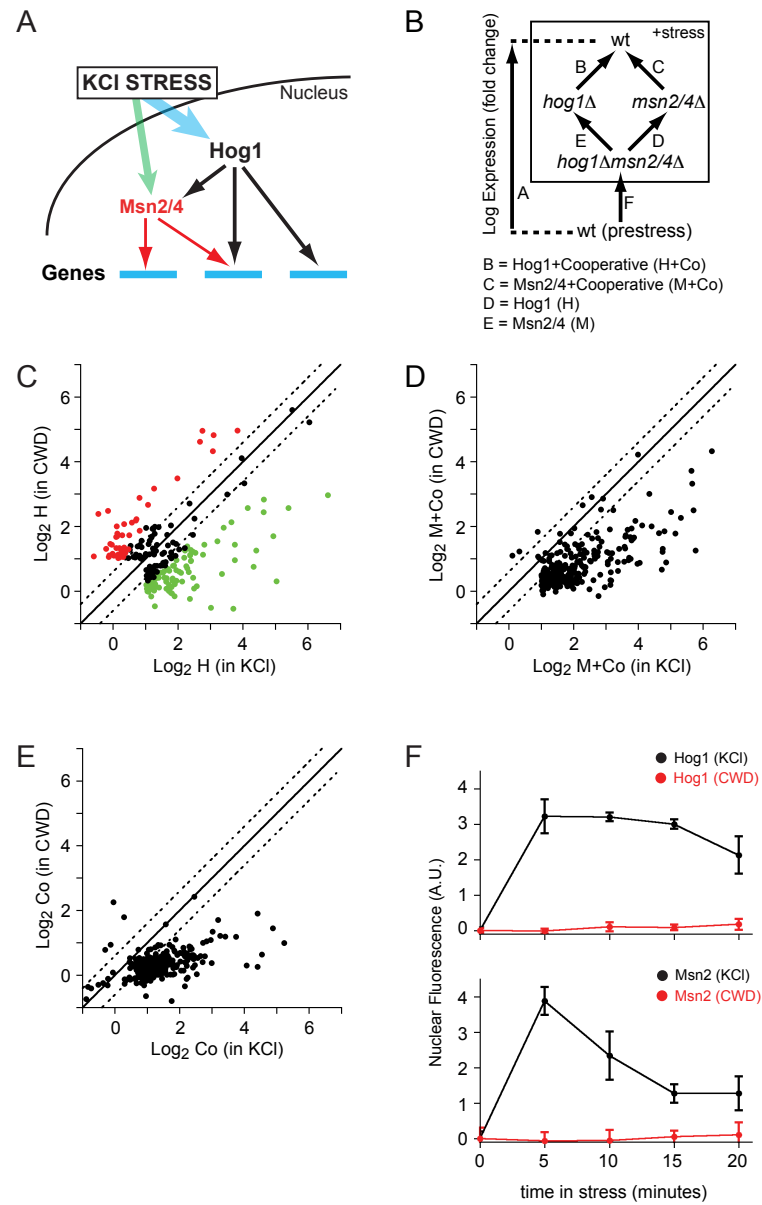 A
KCl STRESS
Nucleus
Hog1
Msn2/4
Genes
B
Log Expression (fold change)
+stress
wt
B
C
hog1Δ
msn2/4Δ
E
D
hog1Δmsn2/4Δ
A
F
wt (prestress)
B = Hog1+Cooperative (H+Co)
C = Msn2/4+Cooperative (M+Co)
D = Hog1 (H)
E = Msn2/4 (M)
C
Log2 H (in CWD)
6
4
2
0
0 2 4 6
Log2 H (in KCl)
D
Log2 M+Co (in CWD)
6
4
2
0
0 2 4 6
Log2 M+Co (in KCl)
E
Log2 Co (in CWD)
6
4
2
0
0 2 4 6
Log2 Co (in KCl)
F
Hog1 (KCl)
Hog1 (CWD)
4
3
2
1
0
Nuclear Fluorescence (A.U.)
Msn2 (KCl)
Msn2 (CWD)
4
3
2
1
0
0 5 10 15 20
time in stress (minutes)